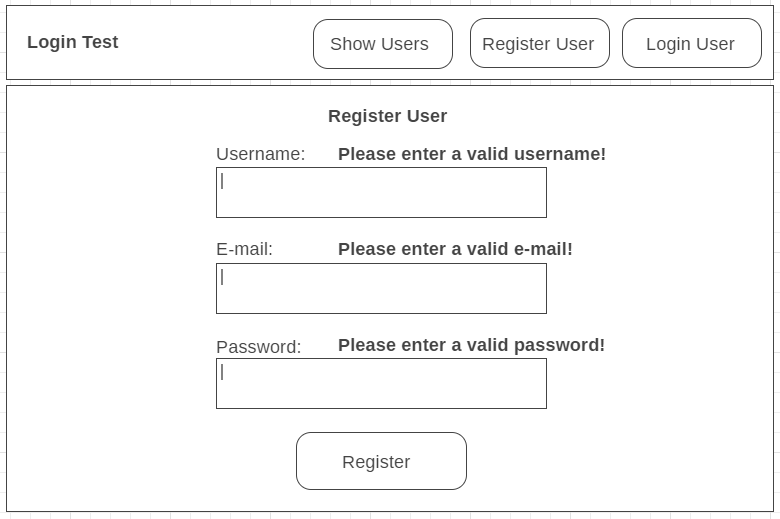 Login Test
Show Users
Register User
Login User
Register User
Username: Please enter a valid username!
E-mail: Please enter a valid e-mail!
Password: Please enter a valid password!
Register